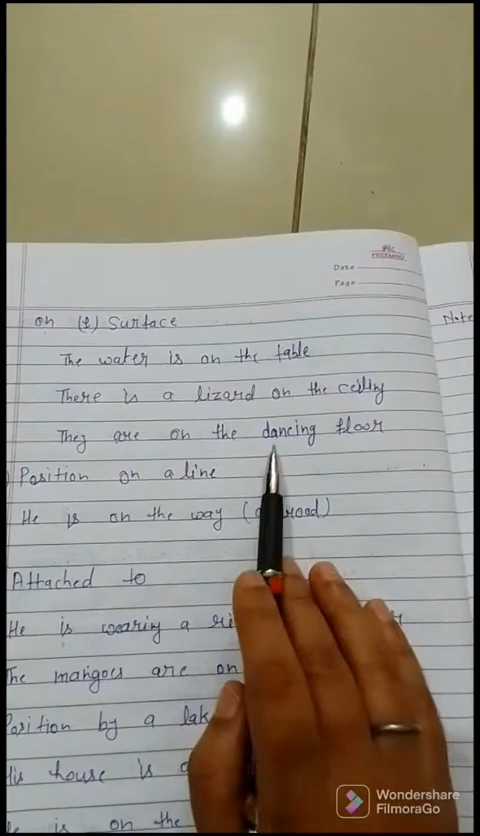 Date
Page
on (1) Surface
Note
The water is on the table
There is a lizard on the ceiling
They are on the dancing floor
Position on a line
He is on the way ( road)
Attached to
He is wearing a
The mangoes are on
Position by a lak
His house is
is on the
Wondershare
FilmoraGo